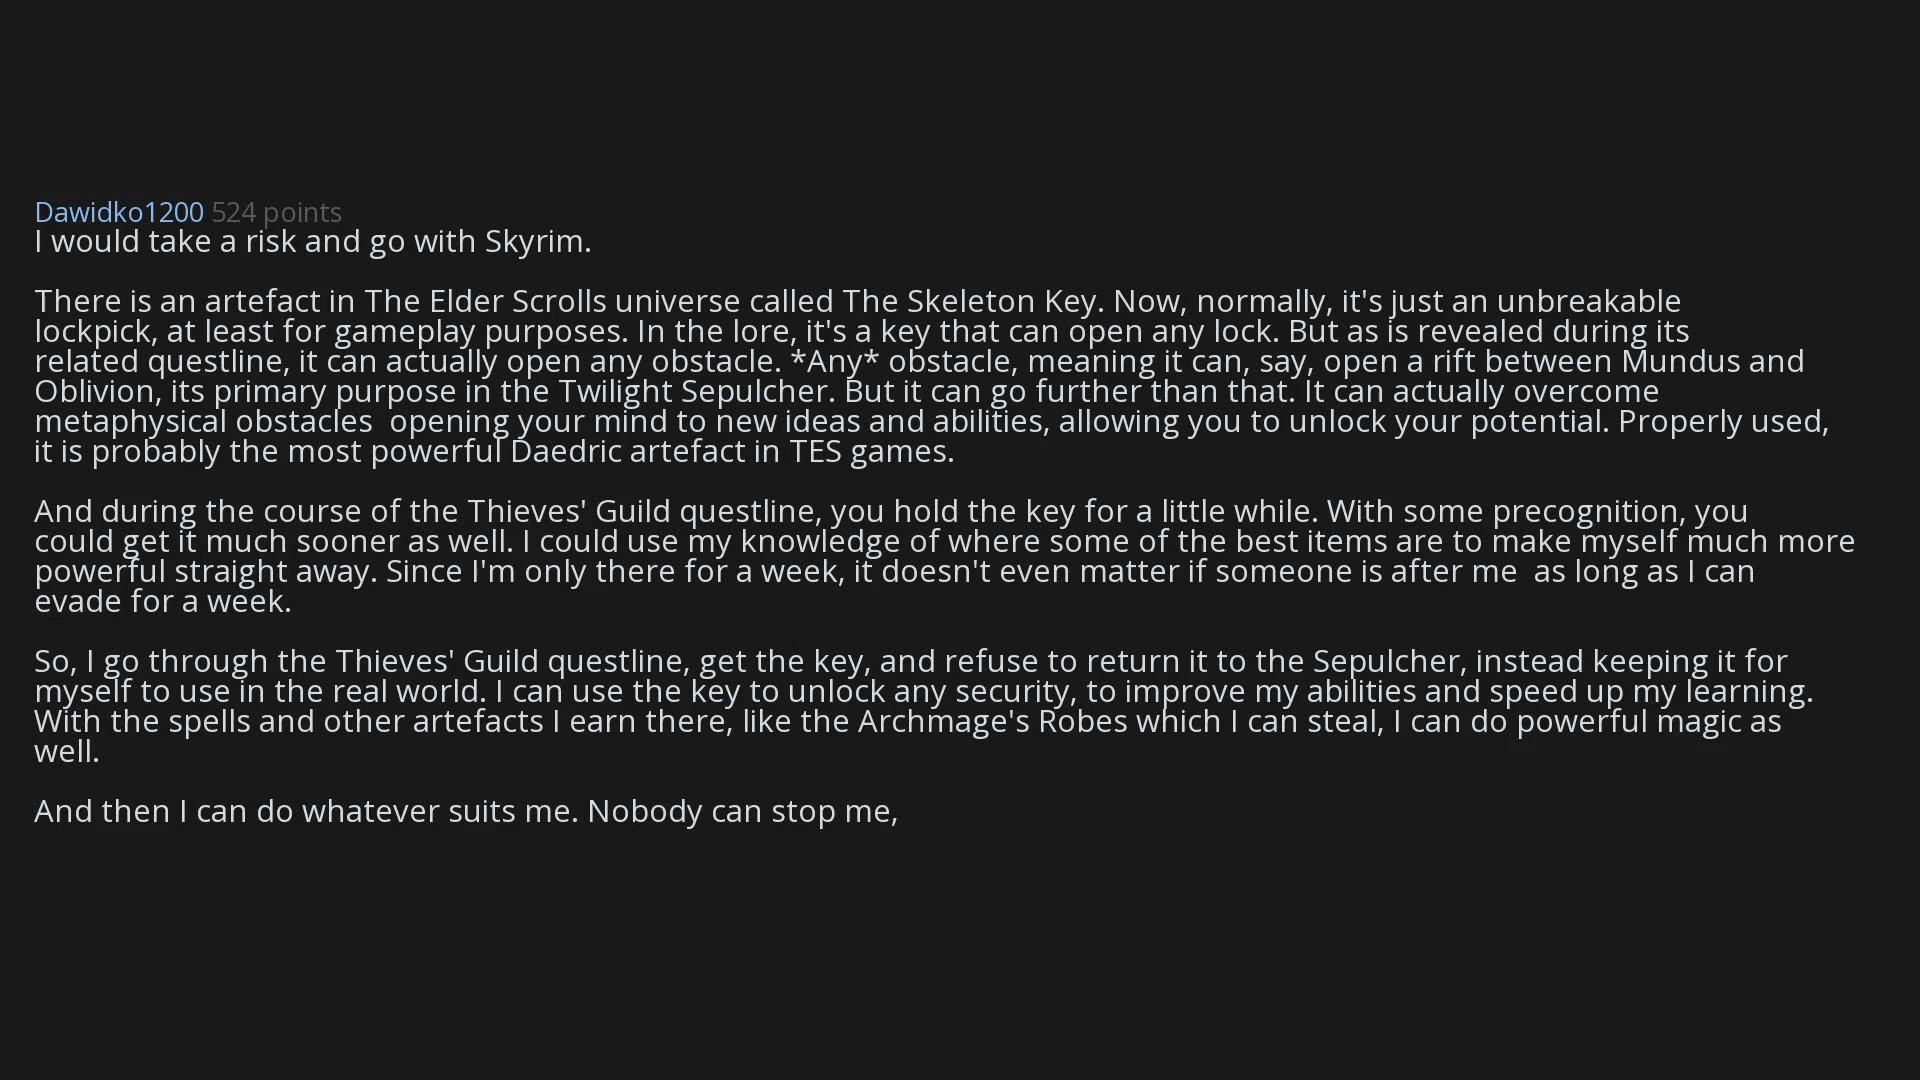 Dawidko1200 524 points
I would take a risk and go with Skyrim.
There is an artefact in The Elder Scrolls universe called The Skeleton Key. Now, normally, it's just an unbreakable
lockpick, at least for gameplay purposes. In the lore, it's a key that can open any lock. But as is revealed during its
related questline, it can actually open any obstacle. *Any* obstacle, meaning it can, say, open a rift between Mundus and
Oblivion, its primary purpose in the Twilight Sepulcher. But it can go further than that. It can actually overcome
metaphysical obstacles  opening your mind to new ideas and abilities, allowing you to unlock your potential. Properly used,
it is probably the most powerful Daedric artefact in TES games.
And during the course of the Thieves' Guild questline, you hold the key for a little while. With some precognition, you
could get it much sooner as well. I could use my knowledge of where some of the best items are to make myself much more
powerful straight away. Since I'm only there for a week, it doesn't even matter if someone is after me  as long as I can
evade for a week.
So, I go through the Thieves' Guild questline, get the key, and refuse to return it to the Sepulcher, instead keeping it for
myself to use in the real world. I can use the key to unlock any security, to improve my abilities and speed up my learning.
With the spells and other artefacts I earn there, like the Archmage's Robes which I can steal, I can do powerful magic as
well.
And then I can do whatever suits me. Nobody can stop me,